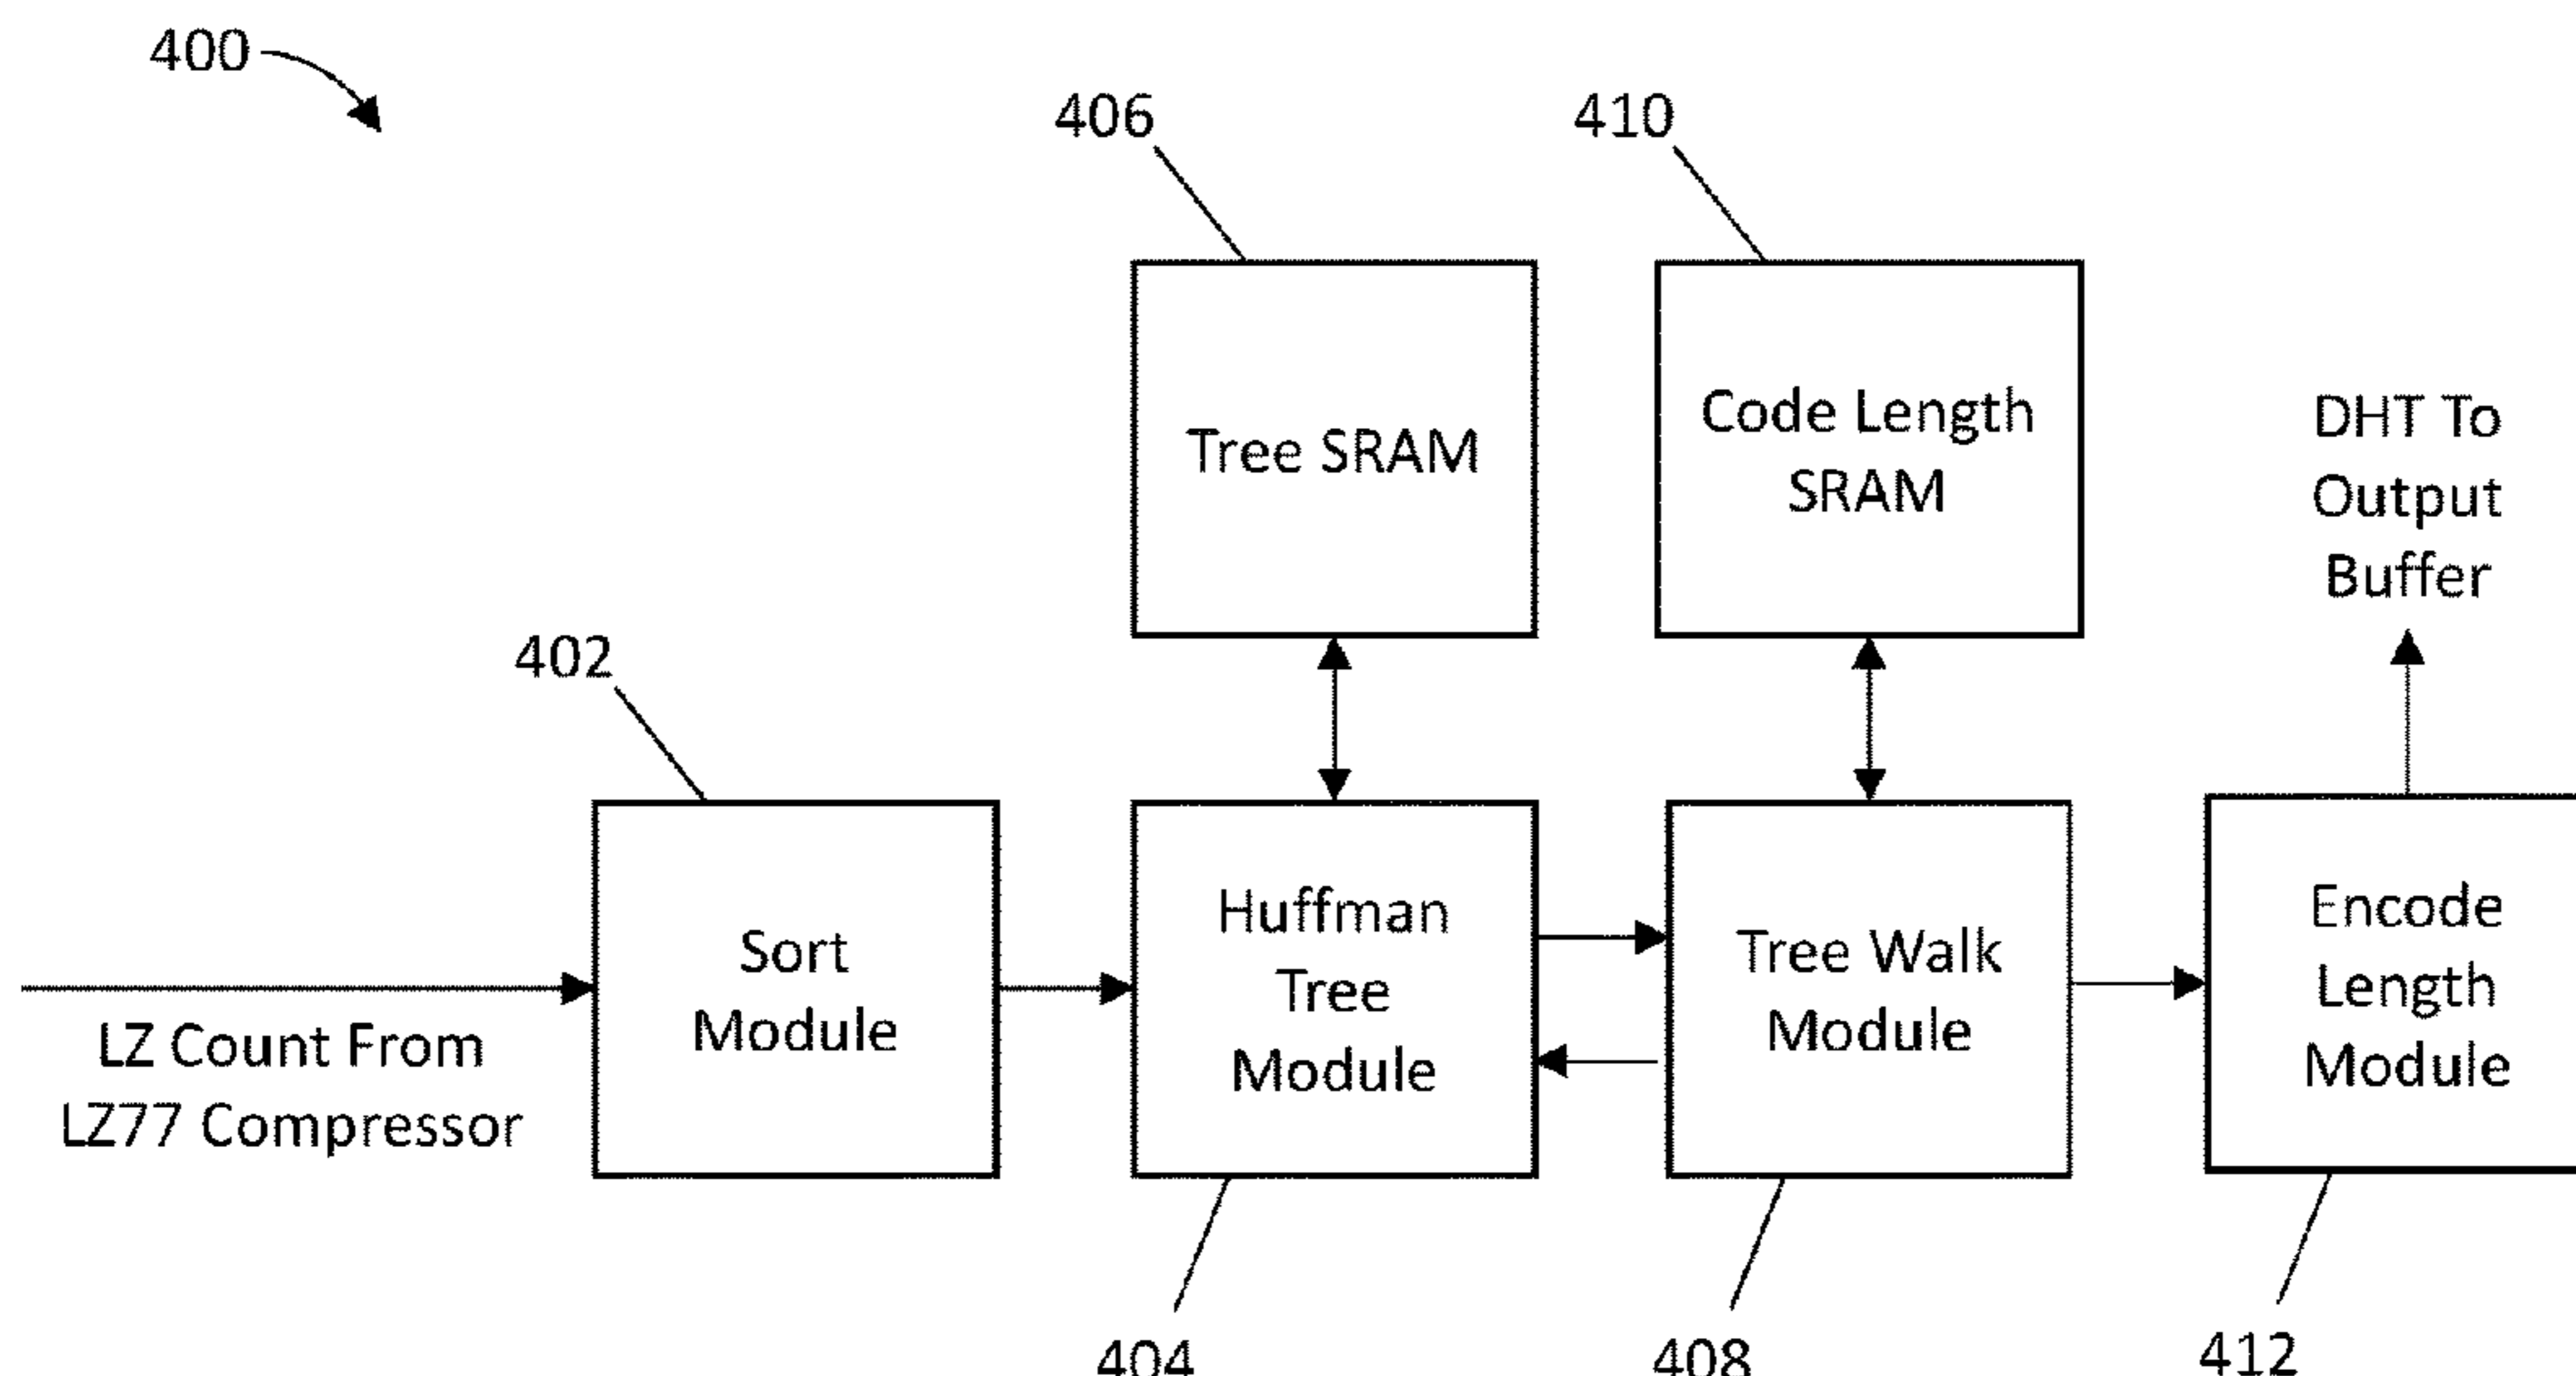 400
406
410
Tree SRAM
Code Length
SRAM
DHT To
Output
Buffer
402
Sort
Module
Huffman
Tree
Module
Tree Walk
Module
Encode
Length
Module
LZ Count From
LZ77 Compressor
404
408
412